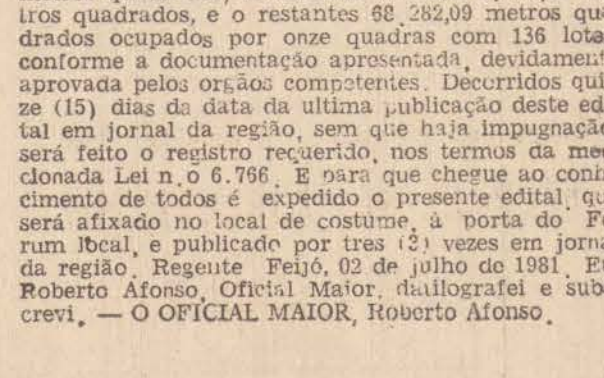 tros quadrados, e o restantes 68.282,09 metros qua
drados ocupados por onze quadras com 136 lotes
conforme a documentação apresentada, devidament
aprovada pelos orgãos competentes. Decorridos qui
ze (15) dias da data da ultima publicação deste ed
tal em jornal da região, sem que haja impugnação
será feito o registro requerido, nos termos da me
cionada Lei n.o 6.766. E para que chegue ao conh
cimento de todos é expedido o presente edital, qu
será afixado no local de costume, à porta do Fo
rum local, e publicado por tres (3) vezes em jorna
da região. Regente Feijó, 02 de julho de 1981. Eu
Roberto Afonso, Oficial Maior, datilografei e sub
crevi. — O OFICIAL MAIOR, Roberto Afonso.